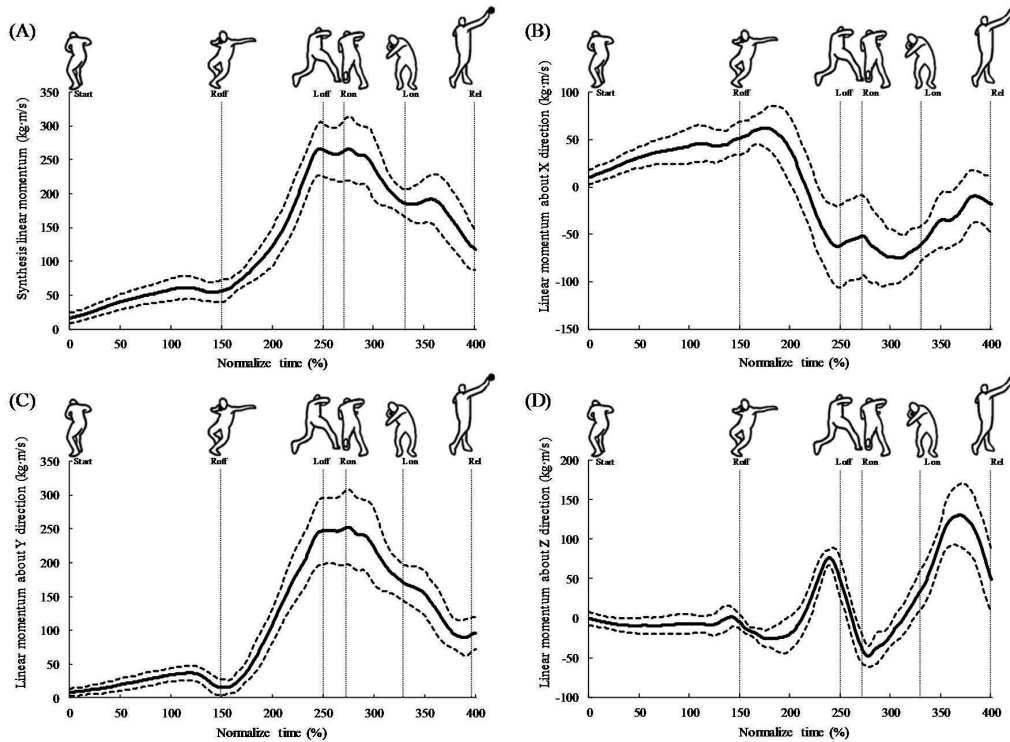 (A)
Start
Roff
Loff
Ron
Lon
Rel
Synthesis linear momentum (kg·m/s)
350
300
250
200
150
100
50
0
0 50 100 150 200 250 300 350 400
Normalize time (%)
(B)
Start
Roff
Loff
Ron
Lon
Rel
Linear momentum about X direction (kg·m/s)
100
50
0
-50
-100
-150
0 50 100 150 200 250 300 350 400
Normalize time (%)
(C)
Start
Roff
Loff
Ron
Lon
Rel
Linear momentum about Y direction (kg·m/s)
350
300
250
200
150
100
50
0
0 50 100 150 200 250 300 350 400
Normalize time (%)
(D)
Start
Roff
Loff
Ron
Lon
Rel
Linear momentum about Z direction (kg·m/s)
200
150
100
50
0
-50
-100
0 50 100 150 200 250 300 350 400
Normalize time (%)